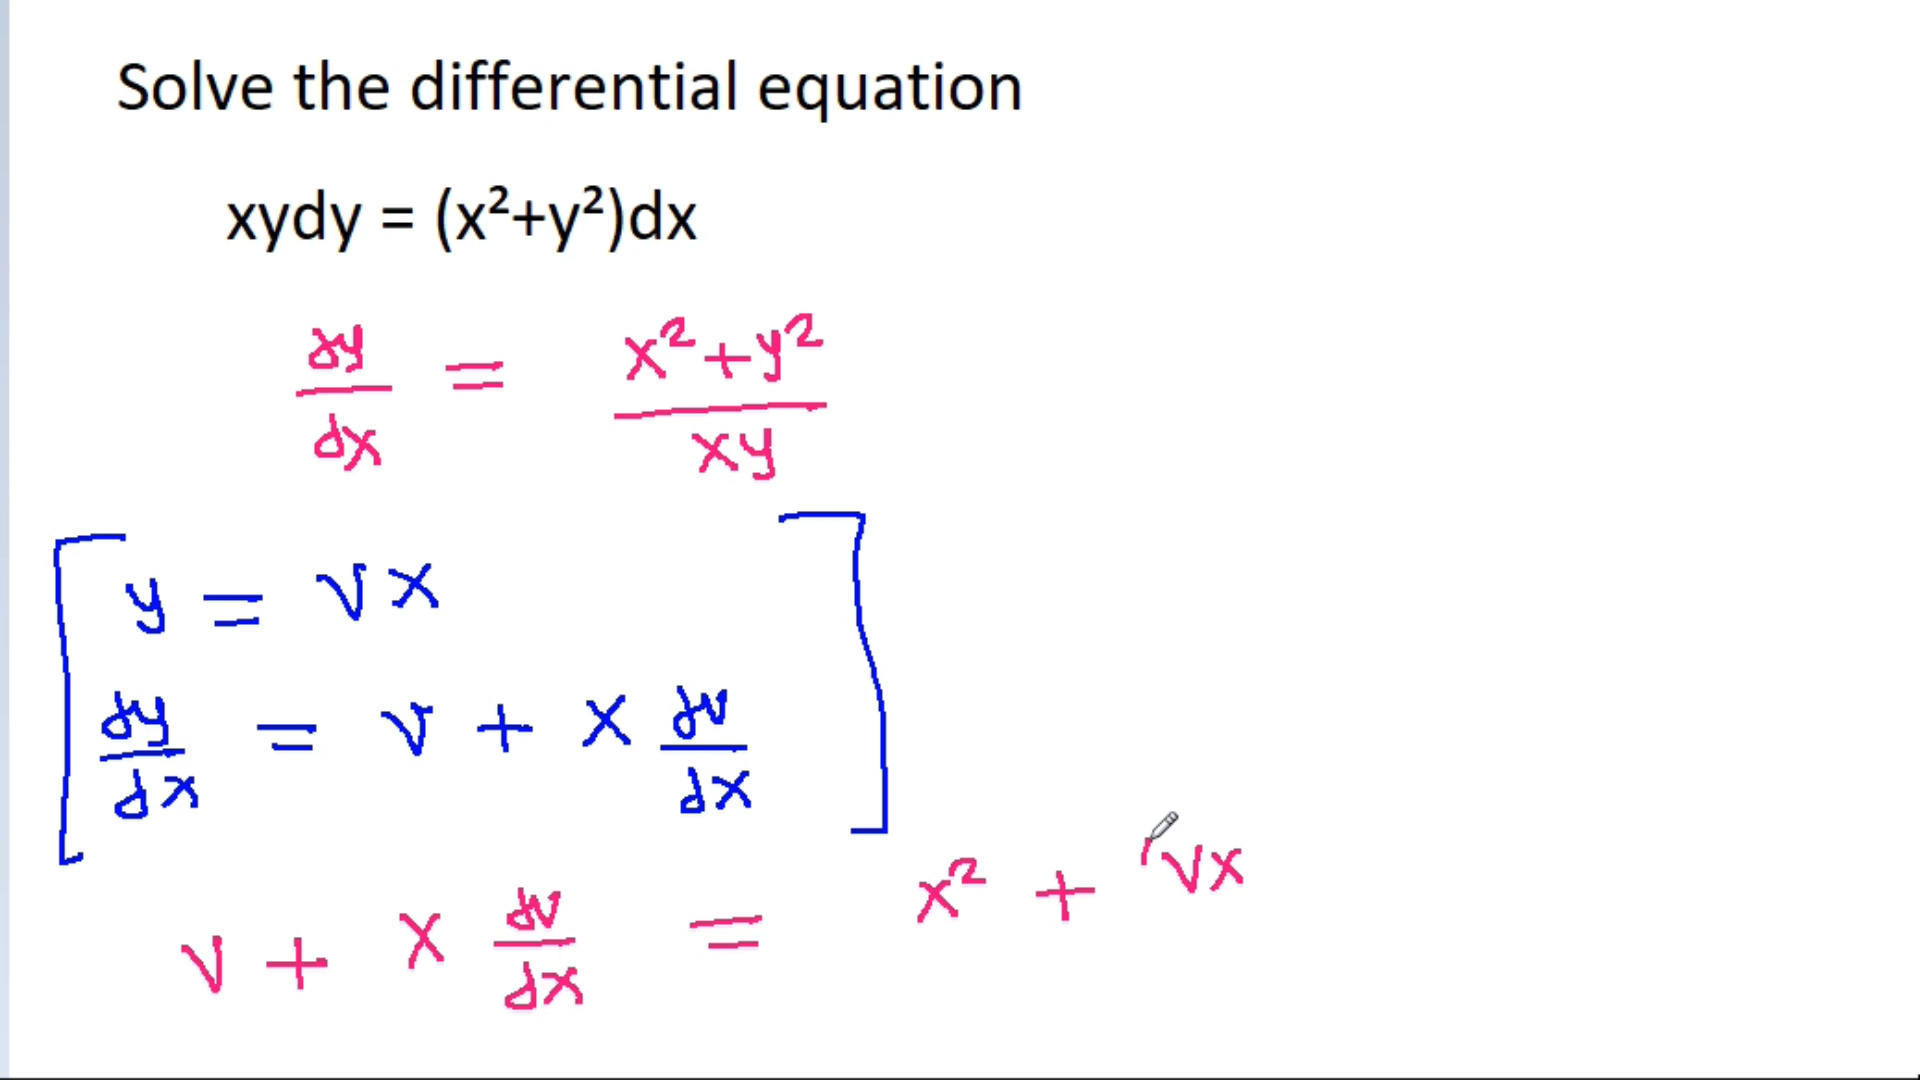 Solve the differential equation
xydy = (x²+y²)dx
dy/dx = x²+y²/xy
y = vx
dy/dx = v + x dv/dx
v + x dv/dx = x² + (vx